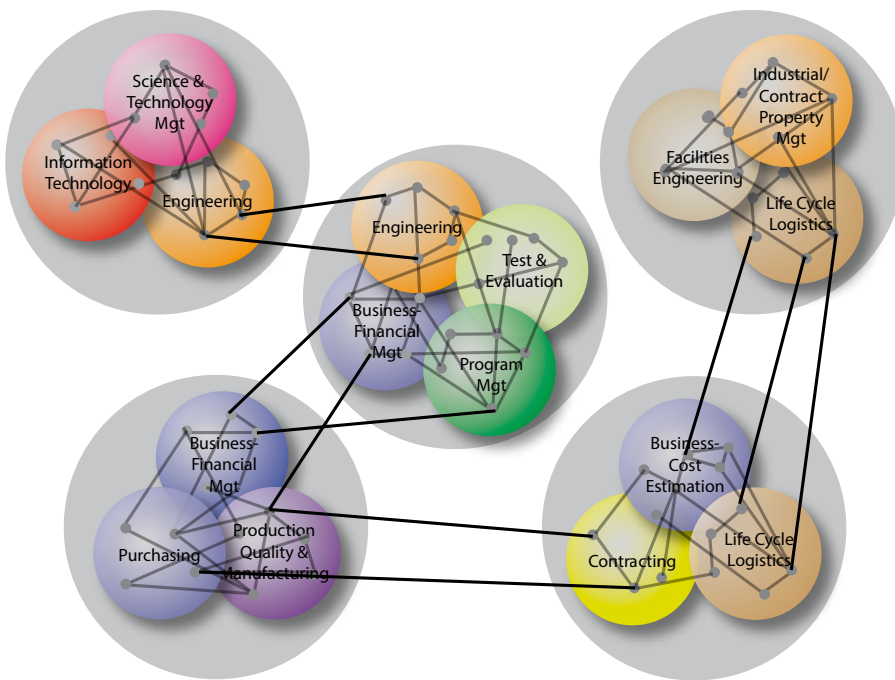 Science &
Technology
Mgt
Information
Technology
Engineering
Industrial/
Contract
Property
Mgt
Facilities
Engineering
Life Cycle
Logistics
Engineering
Test &
Evaluation
Business-
Financial
Mgt
Program
Mgt
Business-
Financial
Mgt
Purchasing
Production
Quality &
Manufacturing
Business-
Cost
Estimation
Contracting
Life Cycle
Logistics